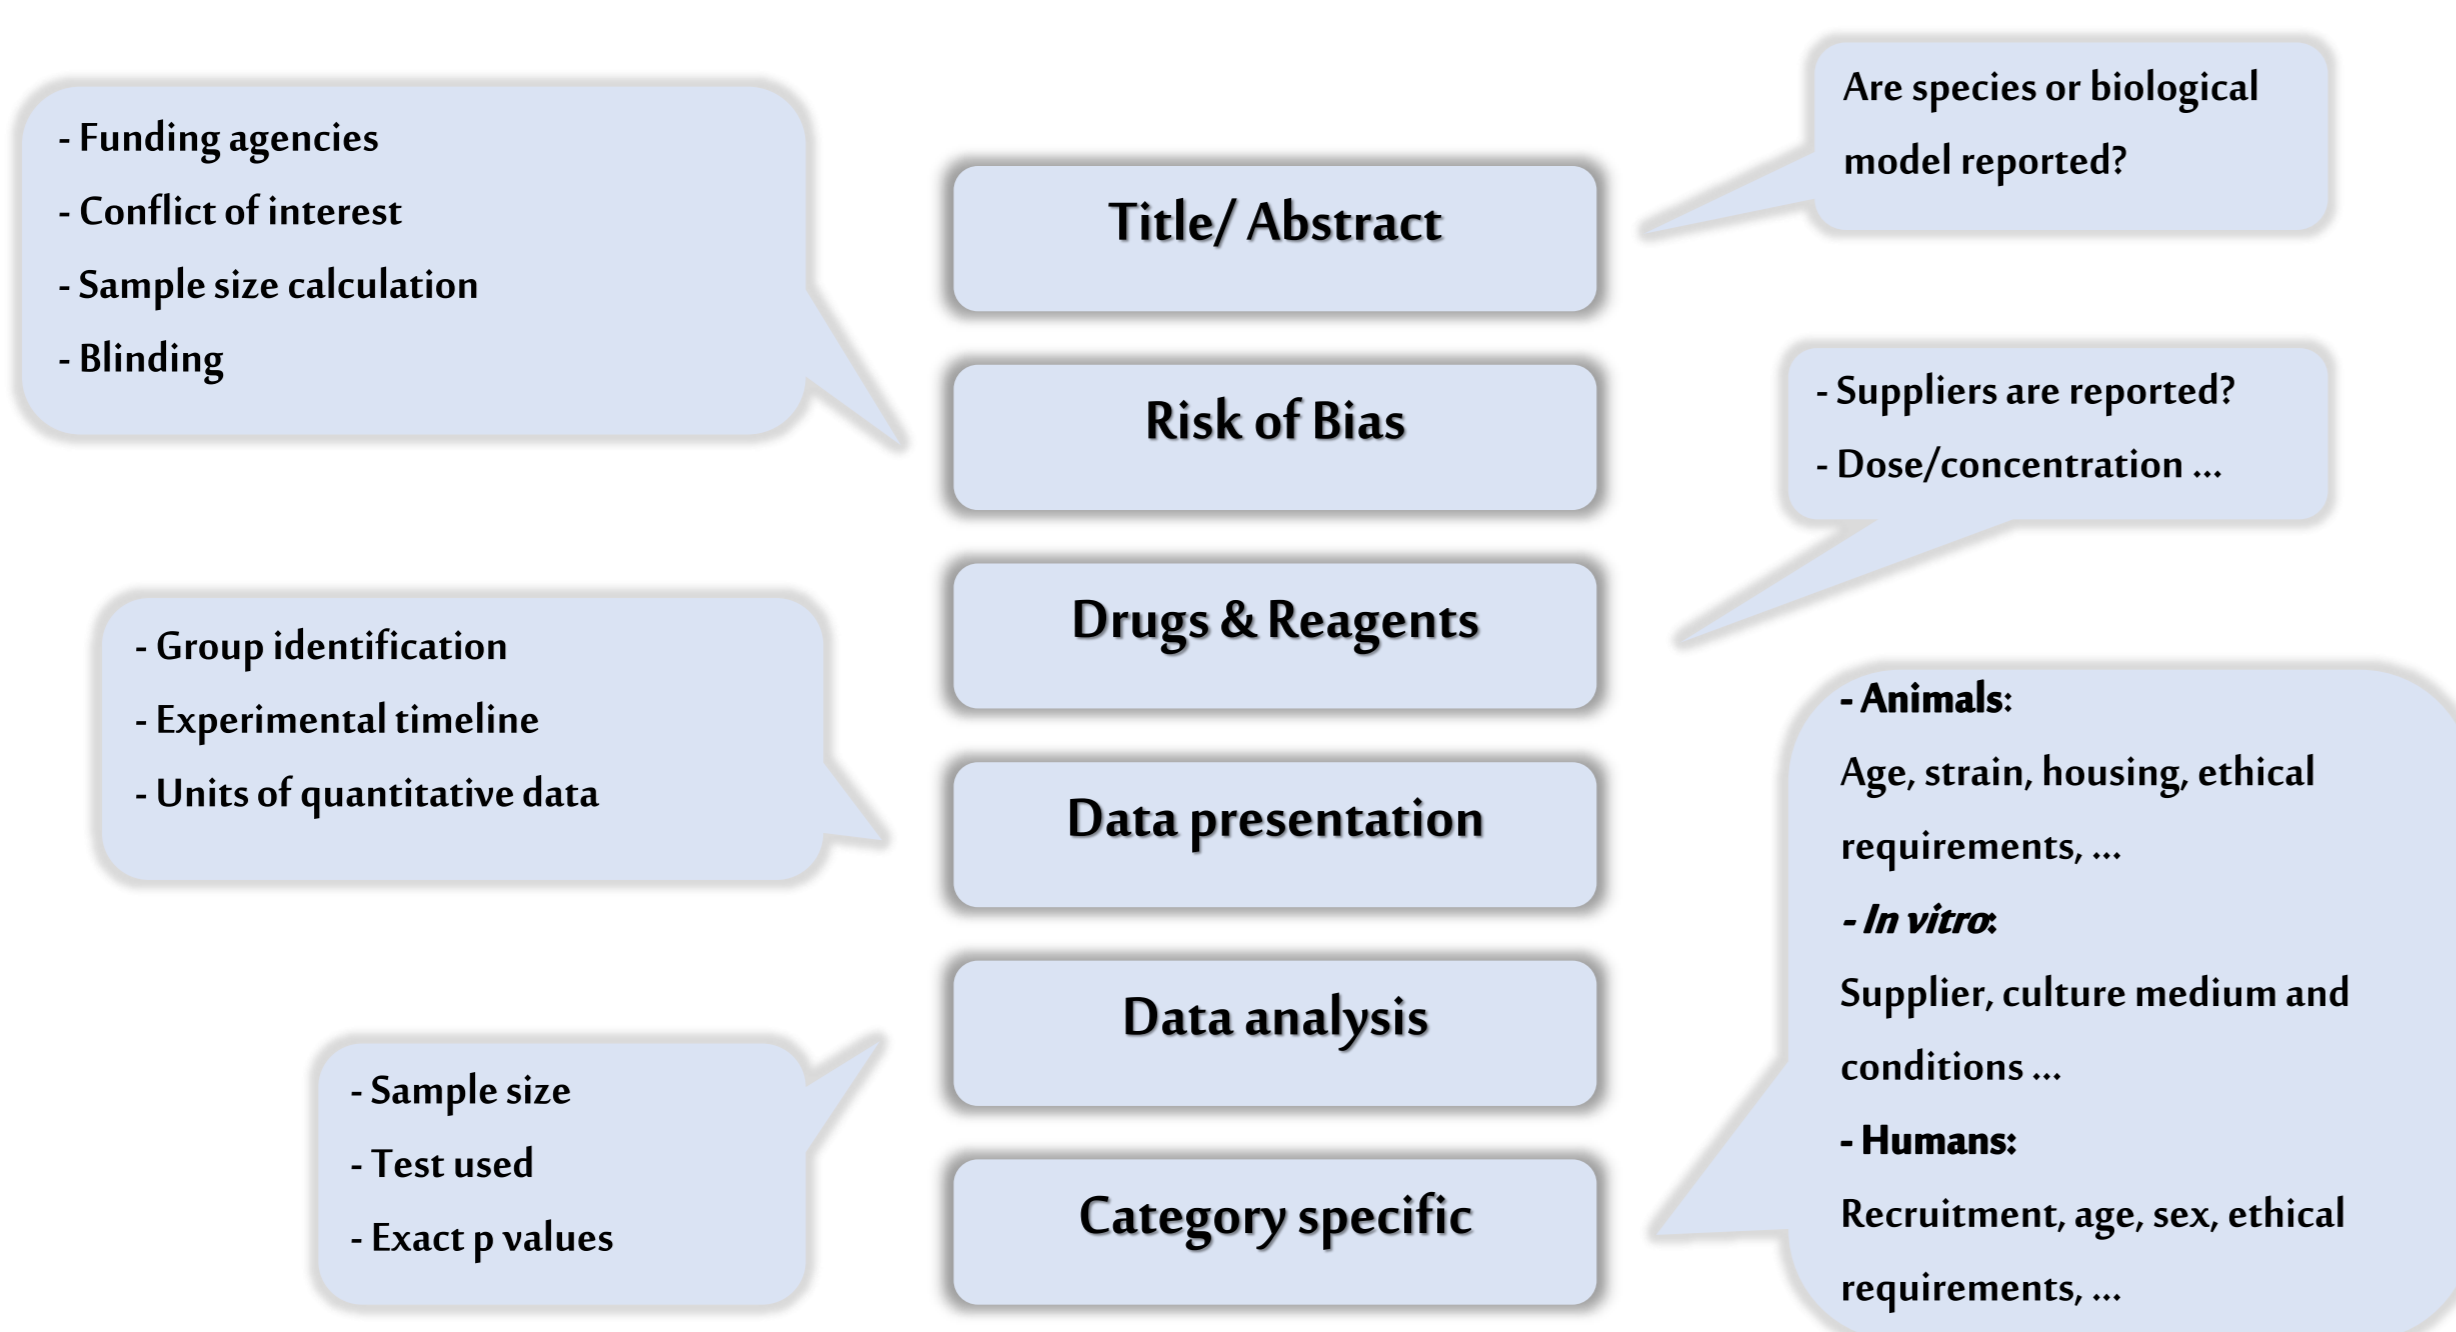 - Funding agencies
- Conflict of interest
- Sample size calculation
- Blinding
- Group identification
- Experimental timeline
- Units of quantitative data
- Sample size
- Test used
- Exact p values
Title/ Abstract
Risk of Bias
Drugs & Reagents
Data presentation
Data analysis
Category specific
Are species or biological
model reported?
- Suppliers are reported?
- Dose/concentration ...
- Animals:
Age, strain, housing, ethical
requirements, ...
- In vitro:
Supplier, culture medium and
conditions ...
- Humans:
Recruitment, age, sex, ethical
requirements, ...